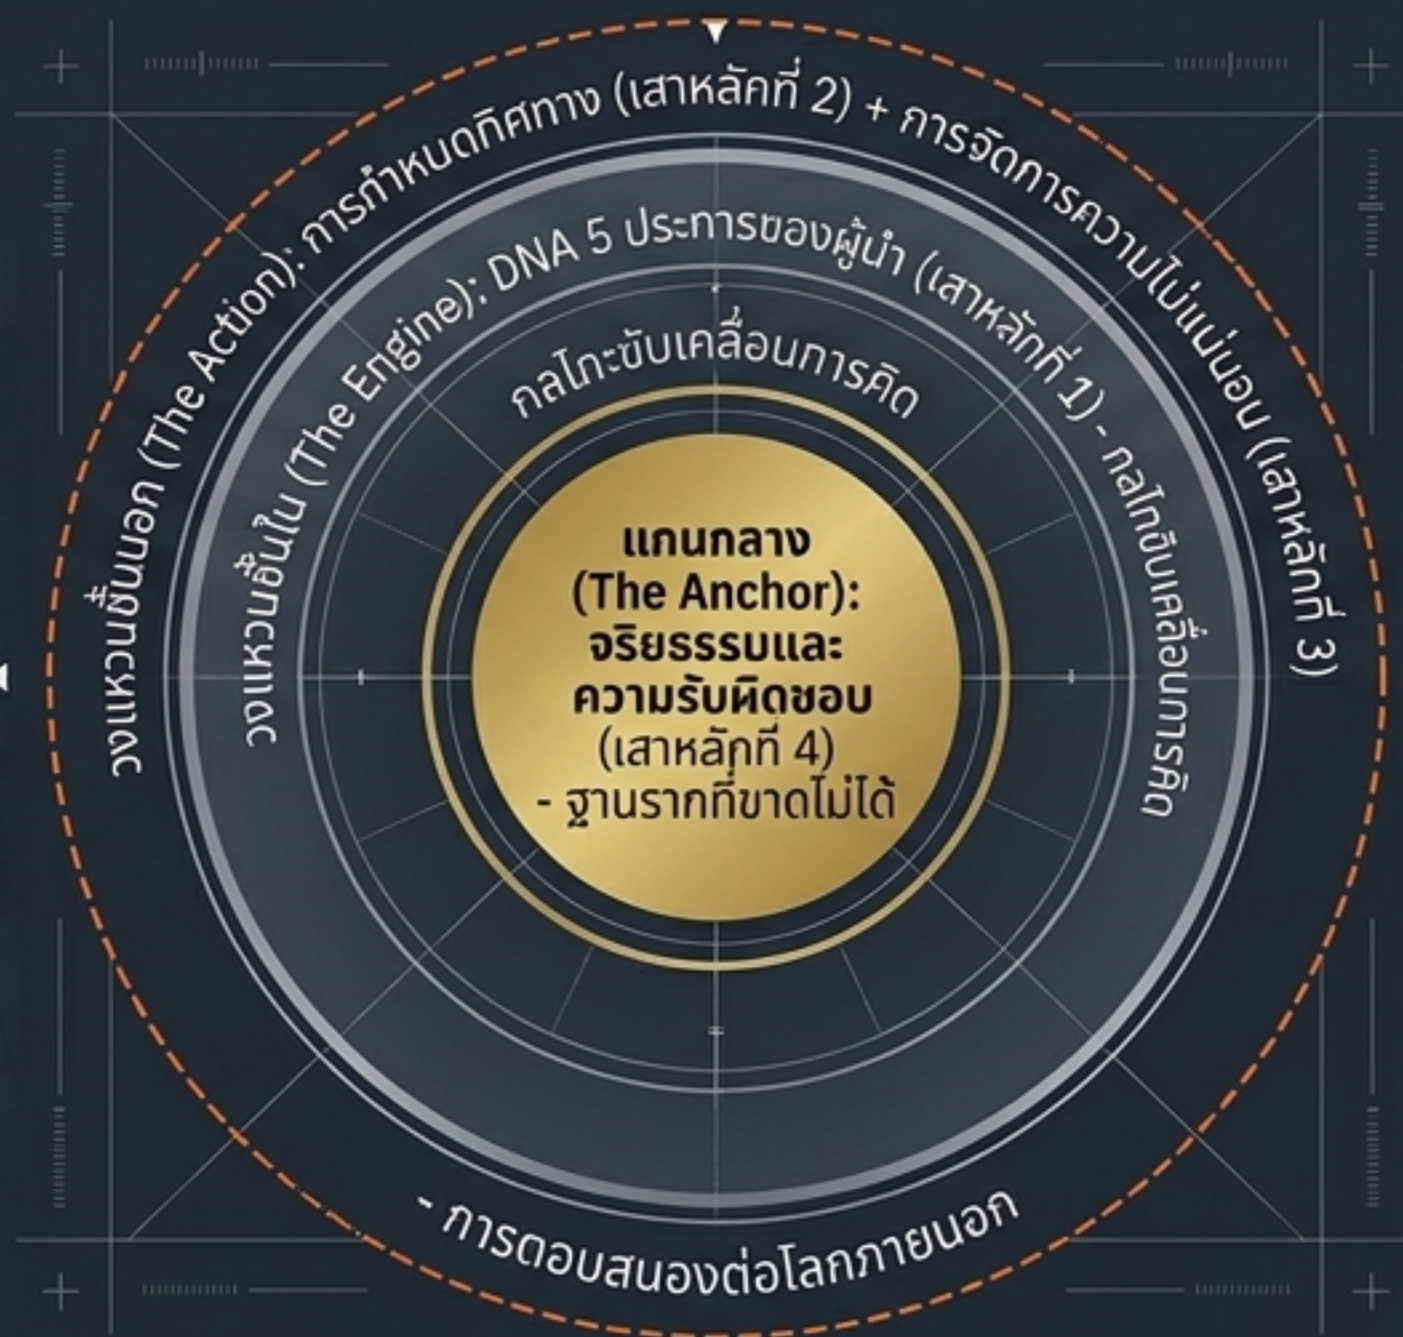 วงแหวนชั้นนอก (The Action): การกำหบดทิศทาง (เสาหลักที่ 2) + การจัดการความไม่แน่นอน (เสาหลักที่ 3)
วงแหวนชั้นใน (The Engine): DNA 5 ประการของผู้นำ (เสาหลักที่ 1) - กลไกขับเคลื่อนการคิด
กลไกะขับเคลื่อนการคิด
แกนกลาง
(The Anchor):
จริยธรรรบและ
ความรับผิดชอบ
(เสาหลักที่ 4)
- ฐานรากที่ขาดไม่ได้
- การตอบสนองต่อโลกภายนอก